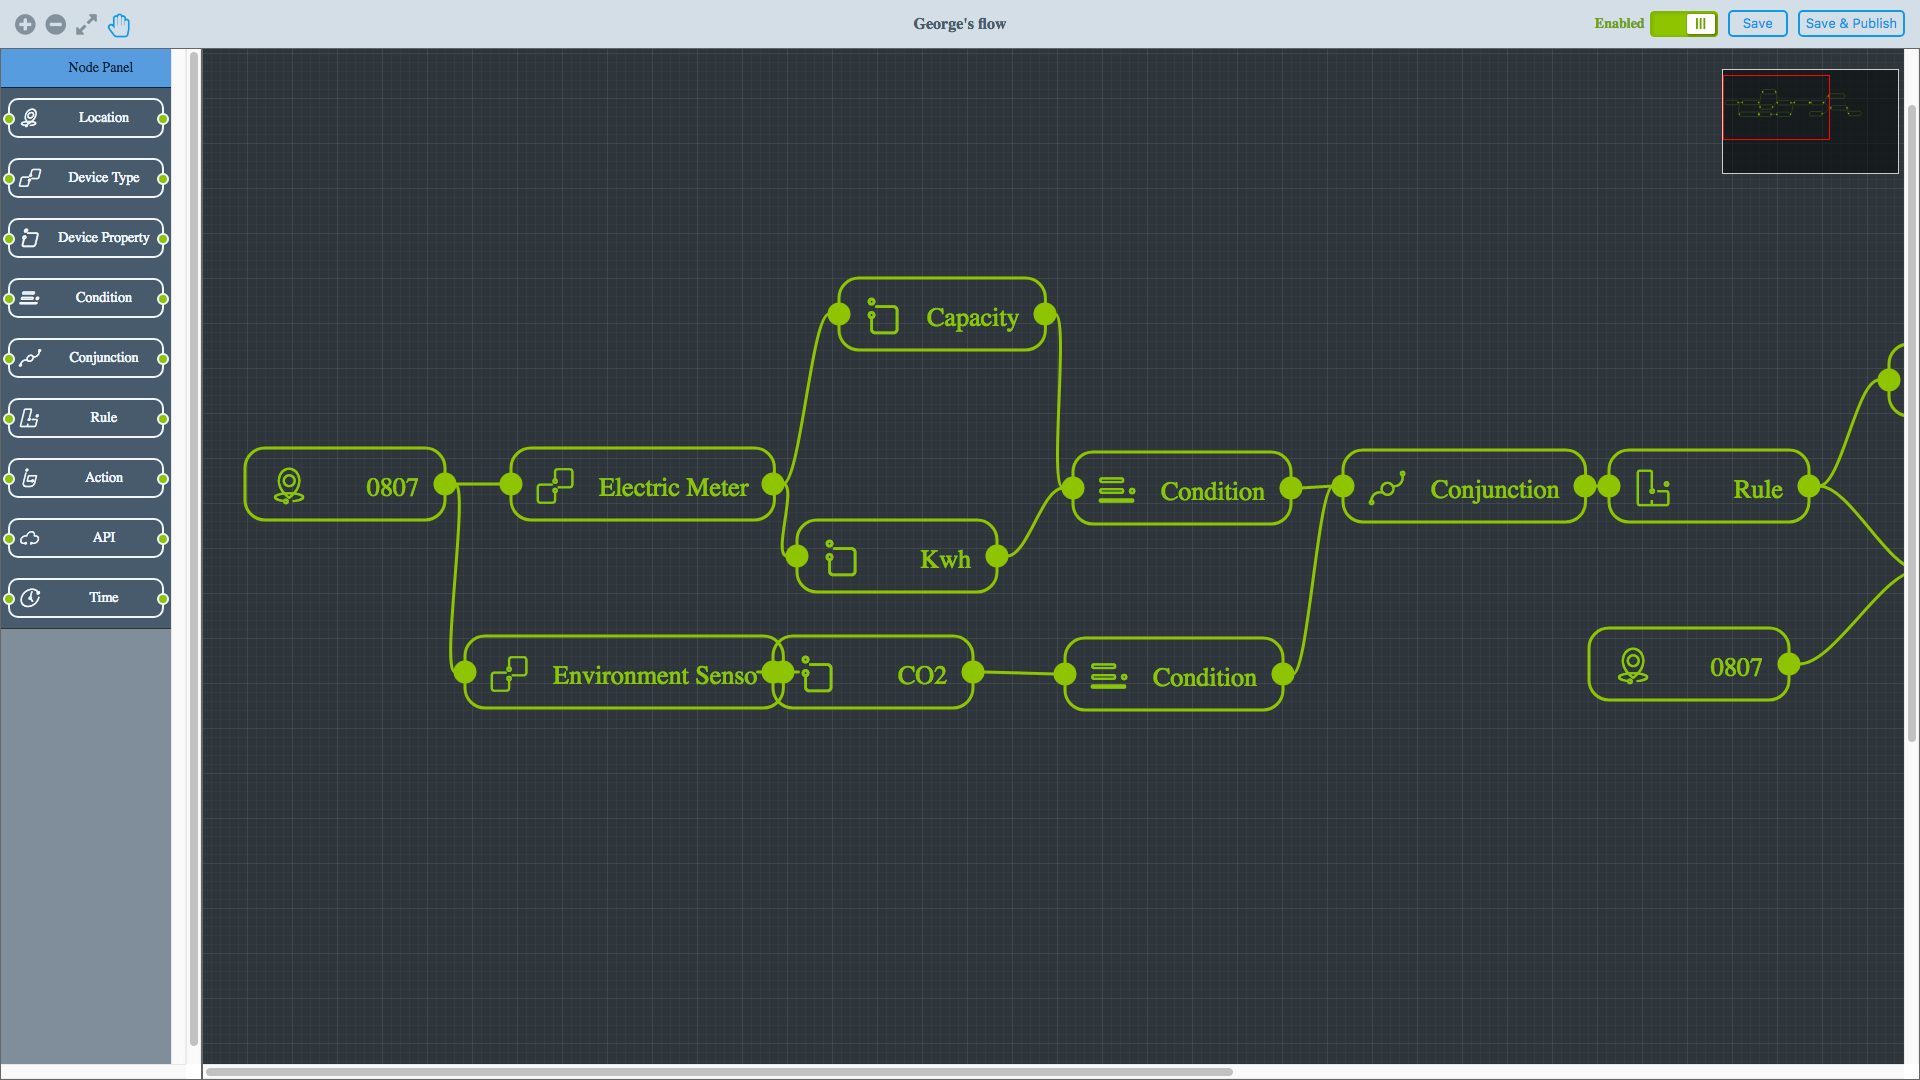 George's flow
Enabled
Save
Save & Publish
Node Panel
Location
Device Type
Device Property
Condition
Conjunction
Rule
Action
API
Time
Capacity
0807
Electric Meter
Condition
Conjunction
Rule
Kwh
Environment Senso
CO2
Condition
0807